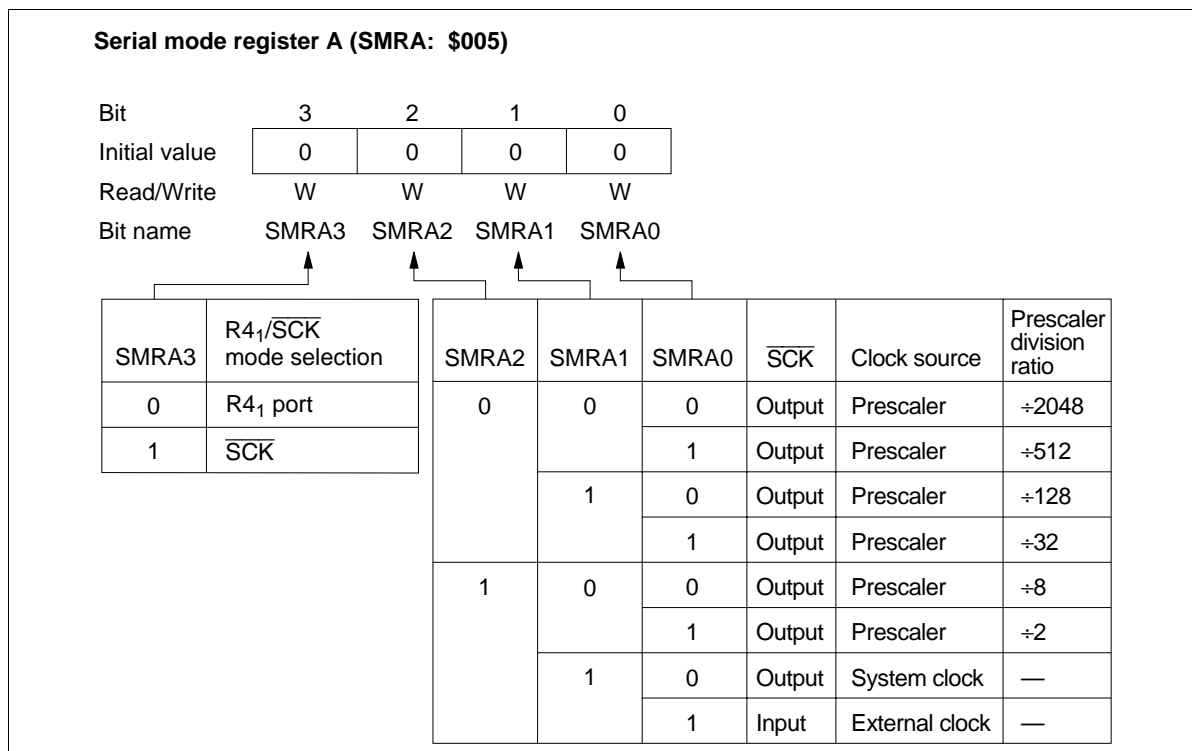 Serial mode register A (SMRA: $005)
Bit 3 2 1 0
Initial value 0 0 0 0
Read/Write W W W W
Bit name SMRA3 SMRA2 SMRA1 SMRA0
SMRA3 R4₁/S̅C̅K̅ mode selection
0 R4₁ port
1 S̅C̅K̅
SMRA2 SMRA1 SMRA0 S̅C̅K̅ Clock source Prescaler division ratio
0 0 0 Output Prescaler ÷2048
1 Output Prescaler ÷512
1 0 Output Prescaler ÷128
1 Output Prescaler ÷32
1 0 0 Output Prescaler ÷8
1 Output Prescaler ÷2
1 0 Output System clock —
1 Input External clock —